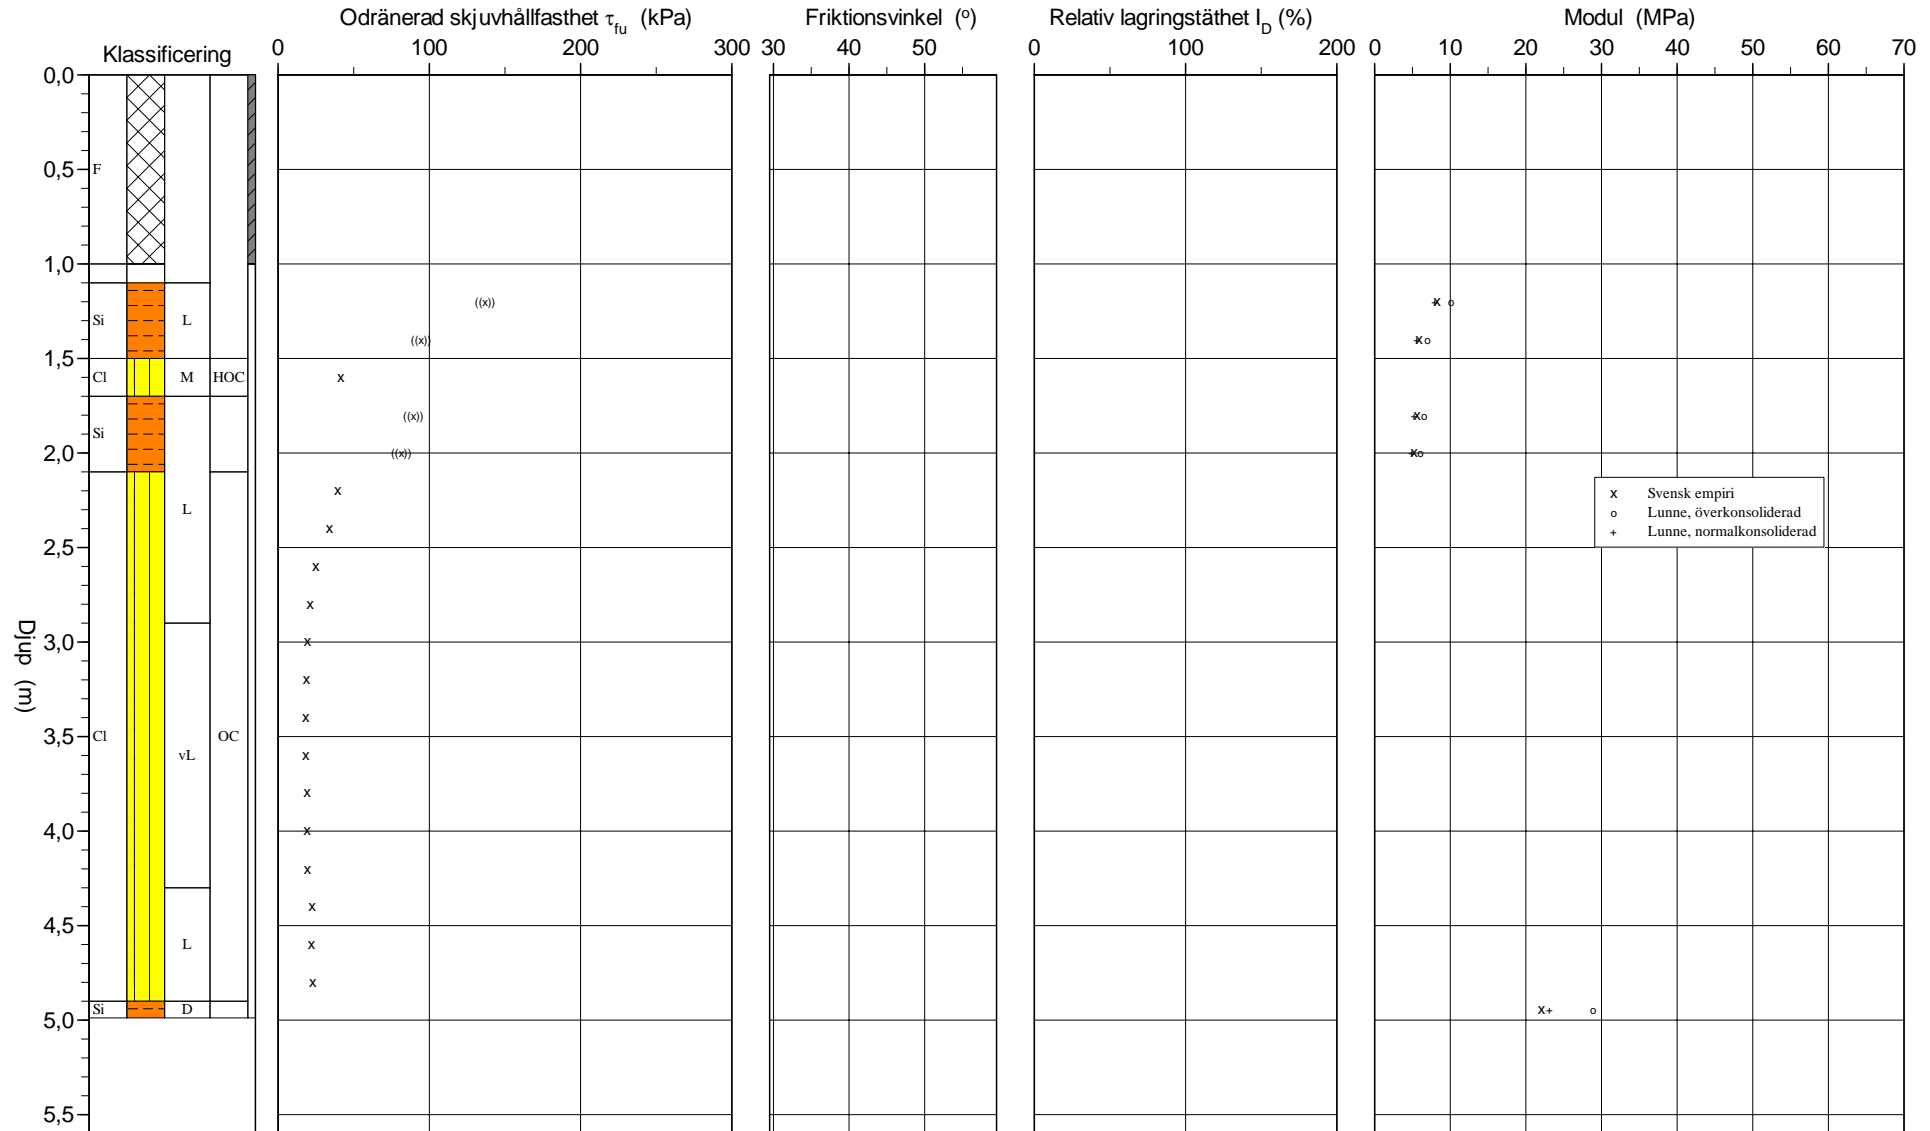 Odränerad skjuvhållfasthet τfu (kPa)
Friktionsvinkel (o)
Relativ lagringstäthet ID (%)
Modul (MPa)
Klassificering
0 100 200 300
30 40 50
0 100 200
0 10 20 30 40 50 60 70
Djup (m)
0,0
0,5
1,0
1,5
2,0
2,5
3,0
3,5
4,0
4,5
5,0
5,5
F
Si L
Cl M HOC
Si
L
Cl vL OC
L
Si D
((x))
((x))
x
((x))
((x))
x
x
x
x
x
x
x
x
x
x
x
x
x
x
+x o
+x o
+x o
+x o
x+ o
x Svensk empiri
o Lunne, överkonsoliderad
+ Lunne, normalkonsoliderad